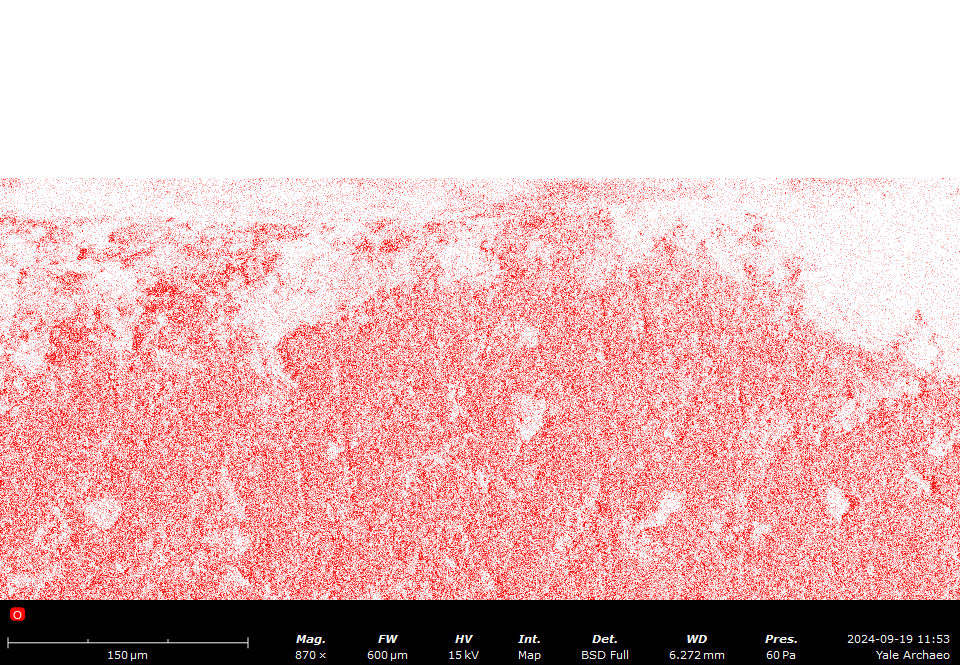 O
Mag. FW HV Int. Det. WD Pres. 2024-09-19 11:53
150 µm 870 × 600 µm 15 kV Map BSD Full 6.272 mm 60 Pa Yale Archaeo